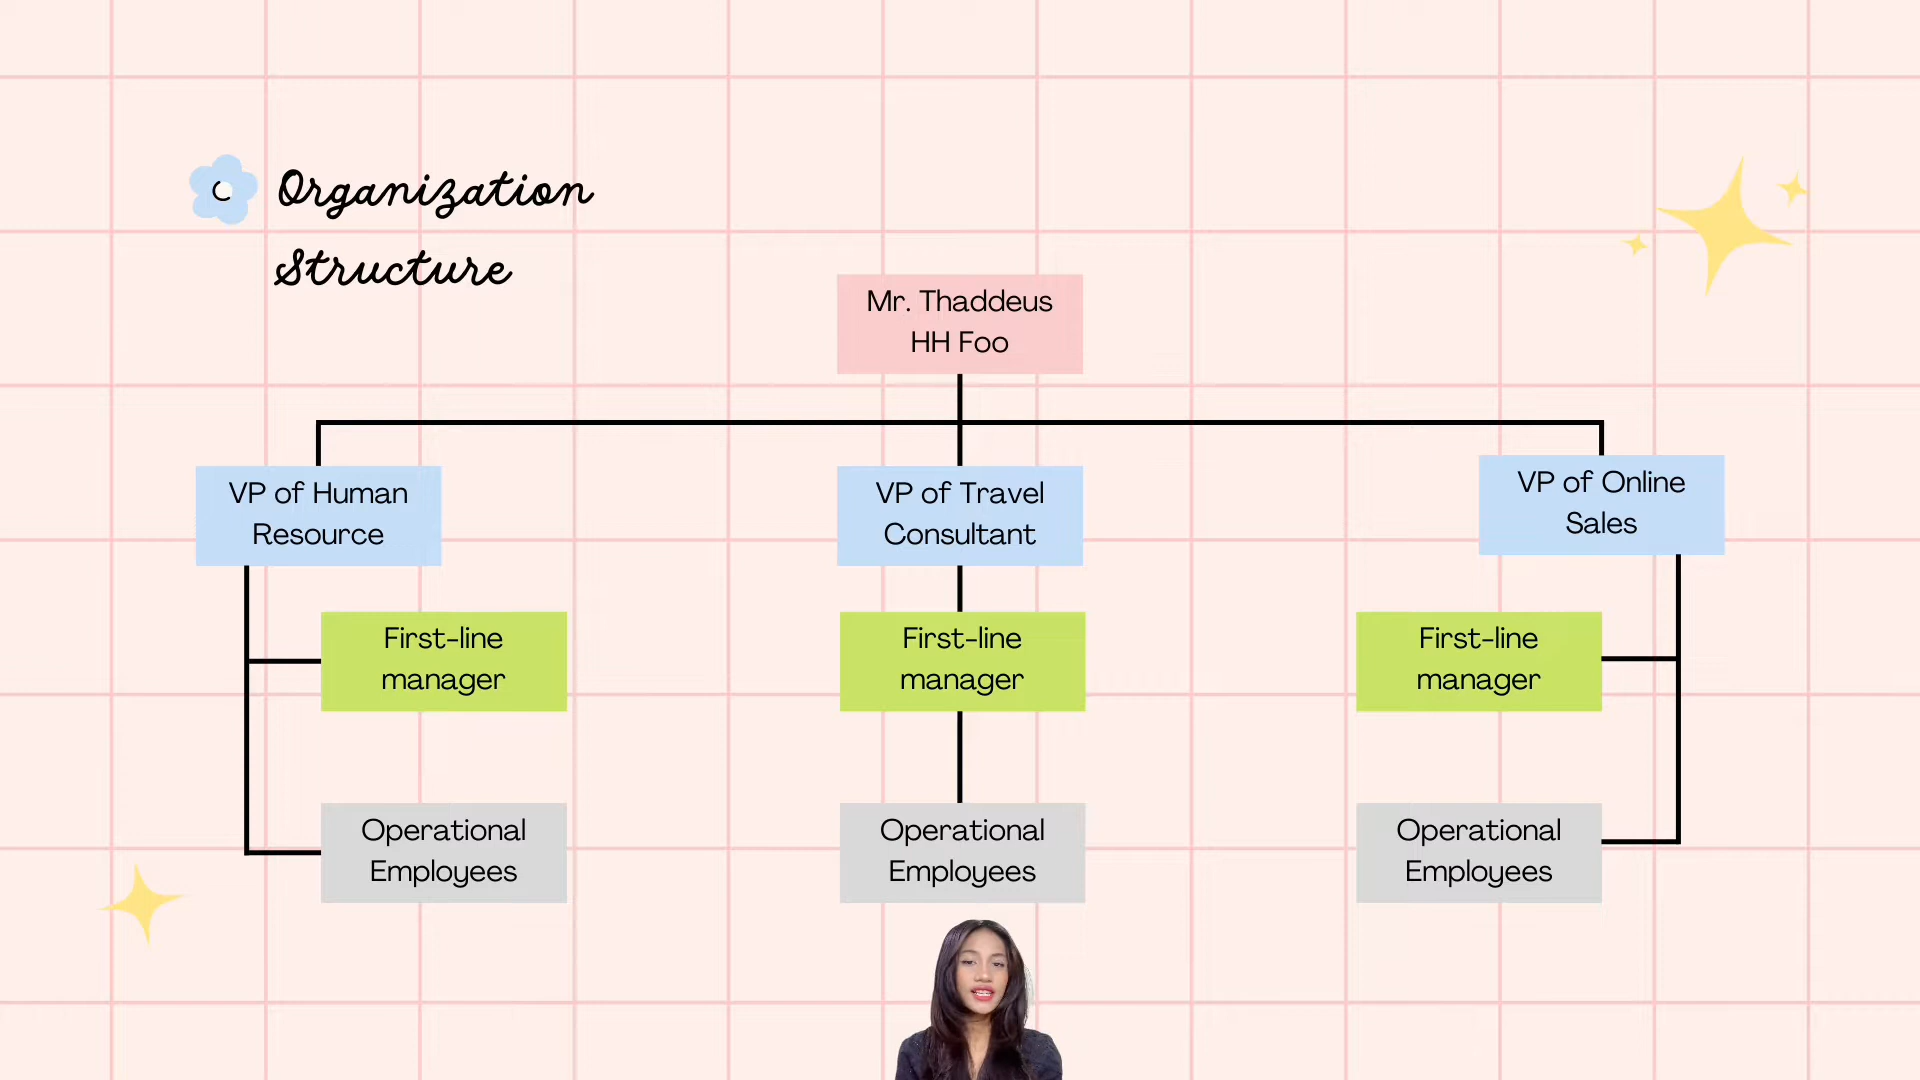 Organization
Structure
Mr. Thaddeus
HH Foo
VP of Human
Resource
VP of Travel
Consultant
VP of Online
Sales
First-line
manager
First-line
manager
First-line
manager
Operational
Employees
Operational
Employees
Operational
Employees